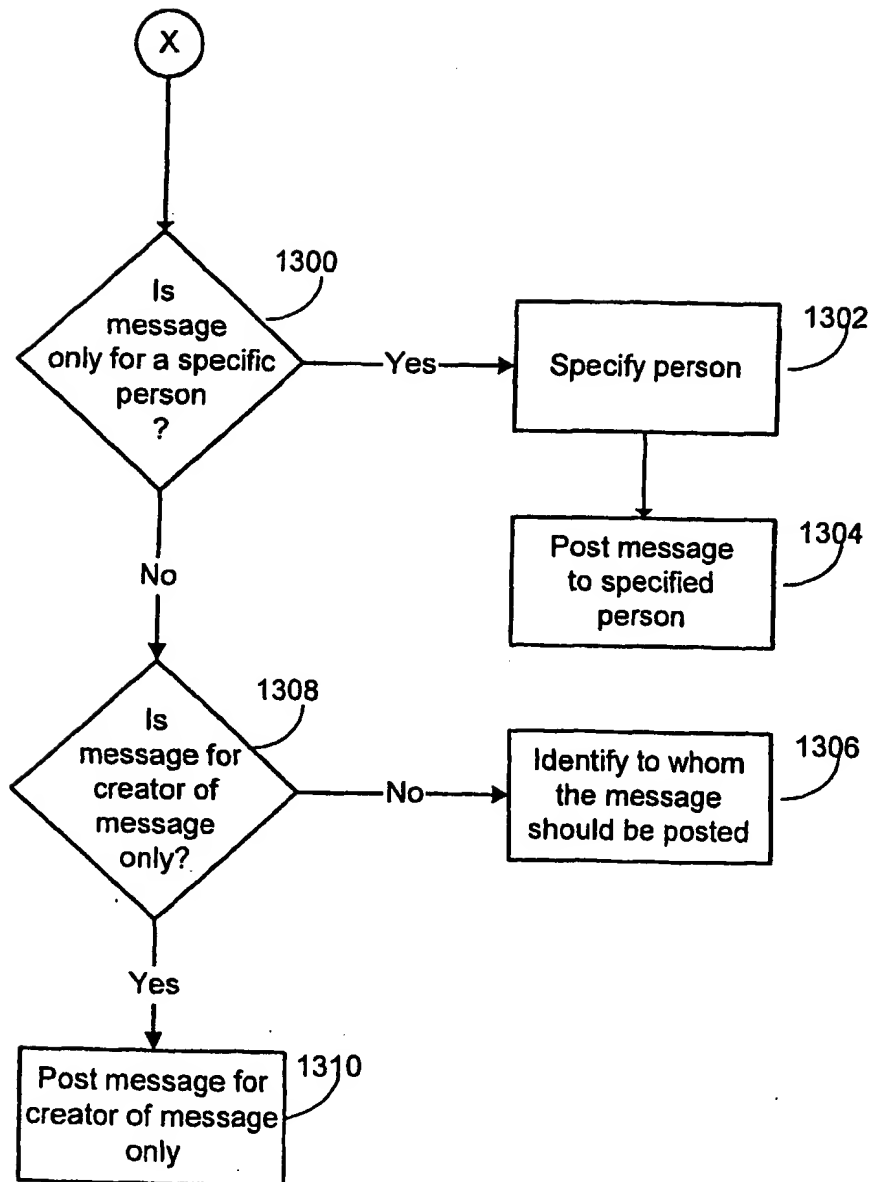 X
1300
Is
message
only for a specific
person
?
Yes
Specify person
1302
Post message
to specified
person
1304
No
1308
Is
message for
creator of
message
only?
No
Identify to whom
the message
should be posted
1306
Yes
Post message for
creator of message
only
1310